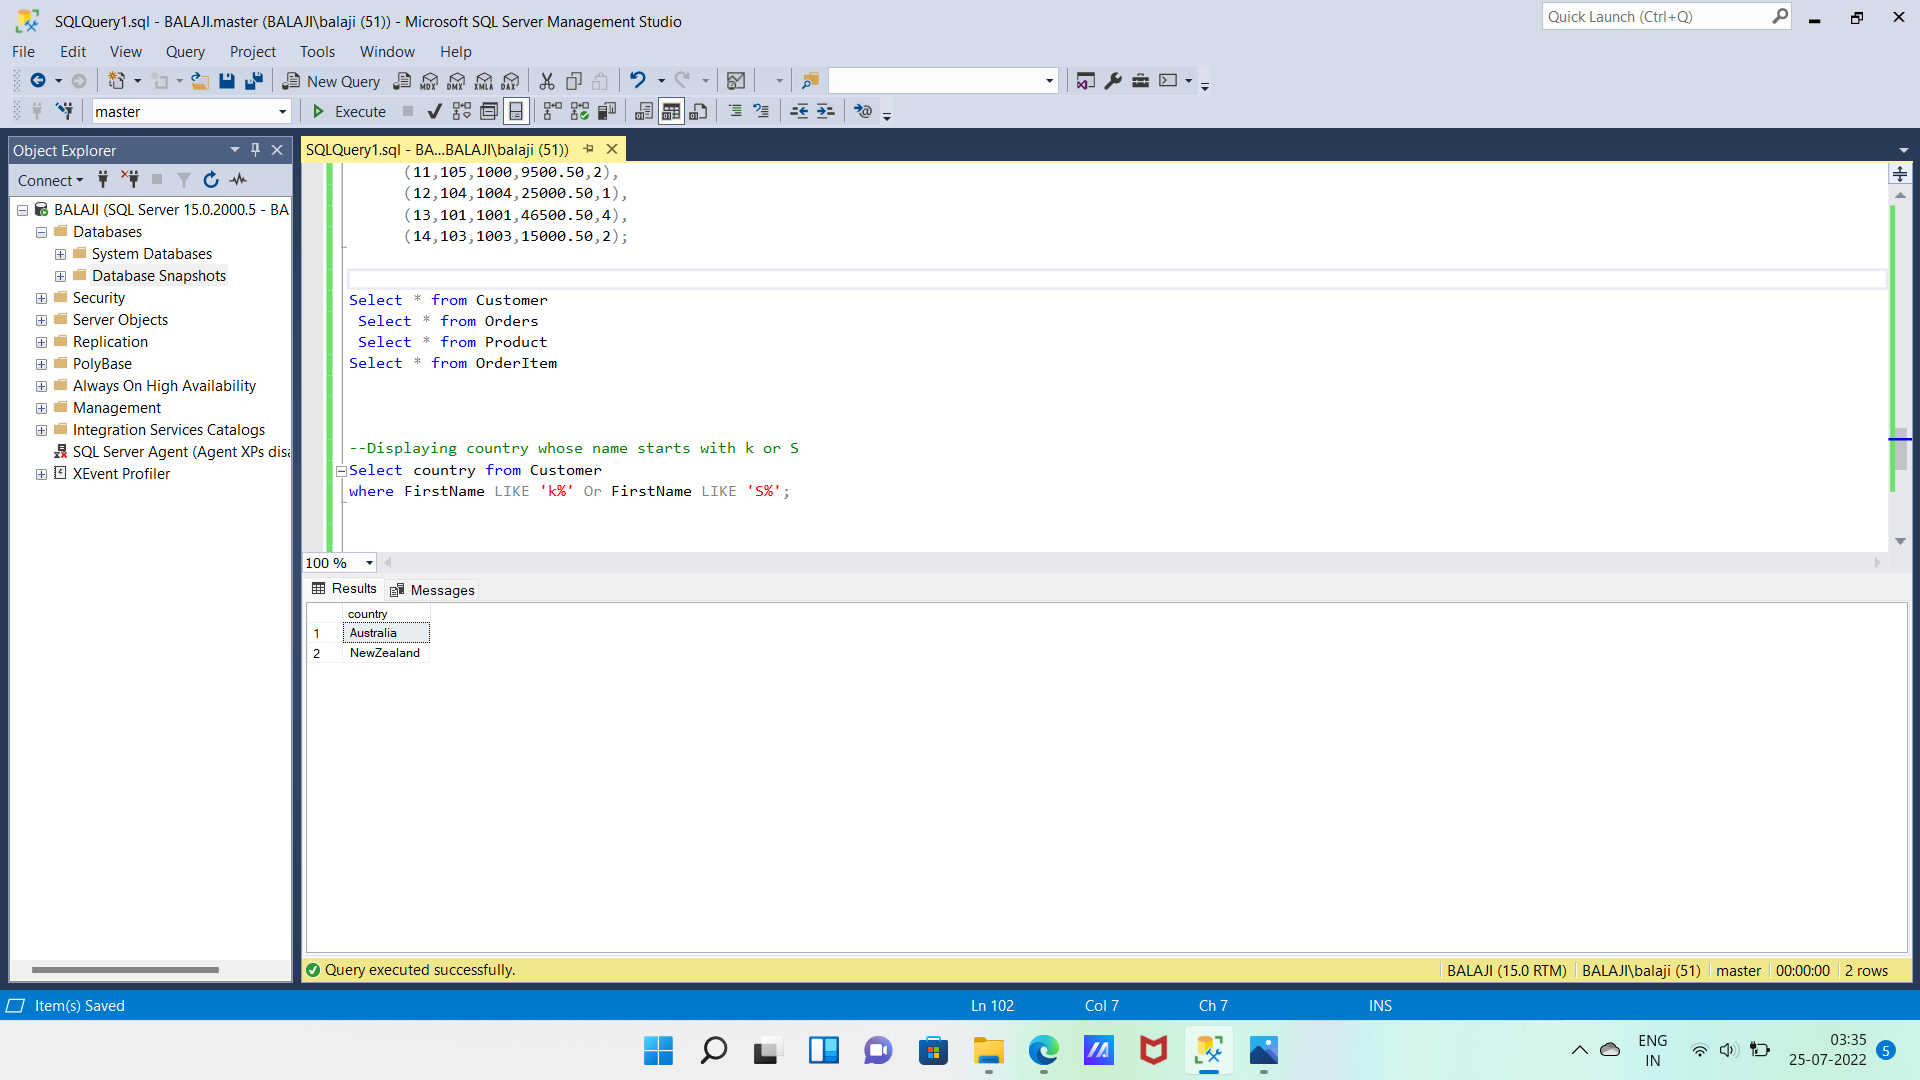 SQLQuery1.sql - BALAJI.master (BALAJI\balaji (51)) - Microsoft SQL Server Management Studio
Quick Launch (Ctrl+Q)
File Edit View Query Project Tools Window Help
New Query MDX DMX XMLA DAX
master Execute
Object Explorer
SQLQuery1.sql - BA...BALAJI\balaji (51))
Connect
BALAJI (SQL Server 15.0.2000.5 - BA
Databases
System Databases
Database Snapshots
Security
Server Objects
Replication
PolyBase
Always On High Availability
Management
Integration Services Catalogs
SQL Server Agent (Agent XPs disa
XEvent Profiler
(11,105,1000,9500.50,2),
(12,104,1004,25000.50,1),
(13,101,1001,46500.50,4),
(14,103,1003,15000.50,2);
Select * from Customer
Select * from Orders
Select * from Product
Select * from OrderItem
--Displaying country whose name starts with k or S
Select country from Customer
where FirstName LIKE 'k%' Or FirstName LIKE 'S%';
100 %
Results Messages
country
1 Australia
2 NewZealand
Query executed successfully.
BALAJI (15.0 RTM) BALAJI\balaji (51) master 00:00:00 2 rows
Item(s) Saved Ln 102 Col 7 Ch 7 INS
ENG
IN
03:35
25-07-2022
5